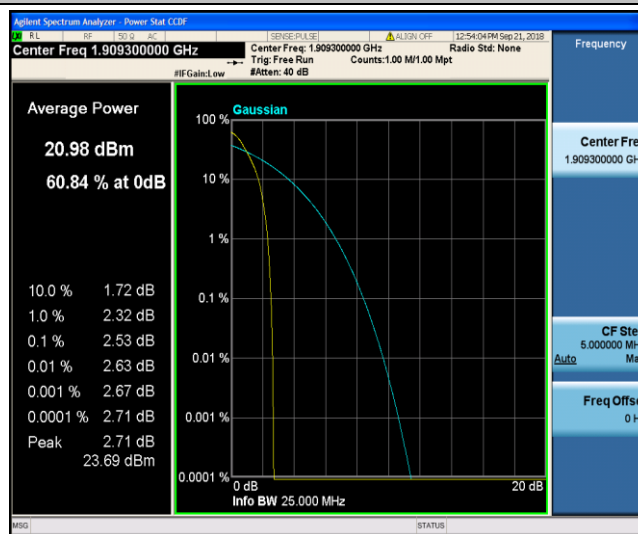 Agilent Spectrum Analyzer - Power Stat CCDF
RL RF 50 Ω AC SENSE:PULSE ALIGN OFF 12:54:04 PM Sep 21, 2018
Center Freq 1.909300000 GHz
Center Freq: 1.909300000 GHz Radio Std: None
Trig: Free Run Counts:1.00 M/1.00 Mpt
#IFGain:Low #Atten: 40 dB
Frequency
Average Power
20.98 dBm
60.84 % at 0dB
10.0 % 1.72 dB
1.0 % 2.32 dB
0.1 % 2.53 dB
0.01 % 2.63 dB
0.001 % 2.67 dB
0.0001 % 2.71 dB
Peak 2.71 dB
23.69 dBm
Gaussian
100 %
10 %
1 %
0.1 %
0.01 %
0.001 %
0.0001 %
0 dB 20 dB
Info BW 25.000 MHz
Center Fre
1.909300000 GH
CF Ste
5.000000 MH
Auto Ma
Freq Offse
0 H
MSG STATUS